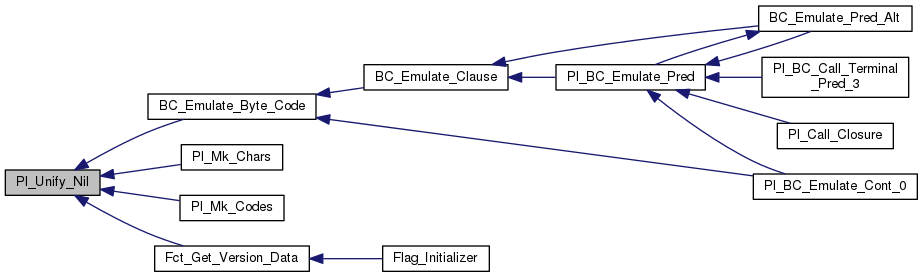 BC_Emulate_Pred_Alt
BC_Emulate_Clause
Pl_BC_Emulate_Pred
Pl_BC_Call_Terminal
_Pred_3
BC_Emulate_Byte_Code
Pl_Call_Closure
Pl_Mk_Chars
Pl_Unify_Nil
Pl_BC_Emulate_Cont_0
Pl_Mk_Codes
Fct_Get_Version_Data
Flag_Initializer